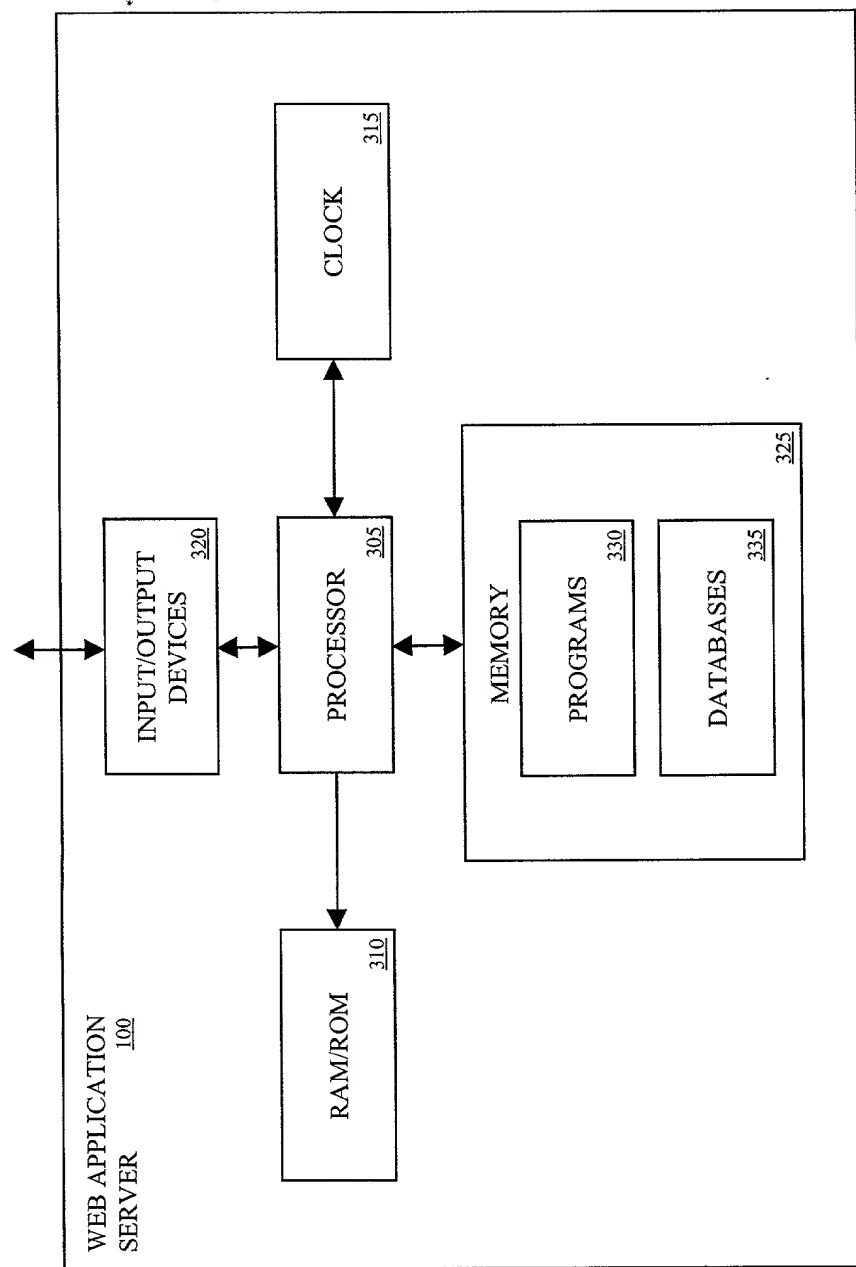 WEB APPLICATION
SERVER 100
INPUT/OUTPUT
DEVICES
320
RAM/ROM
310
PROCESSOR
305
CLOCK
315
MEMORY
PROGRAMS
330
DATABASES
335
325